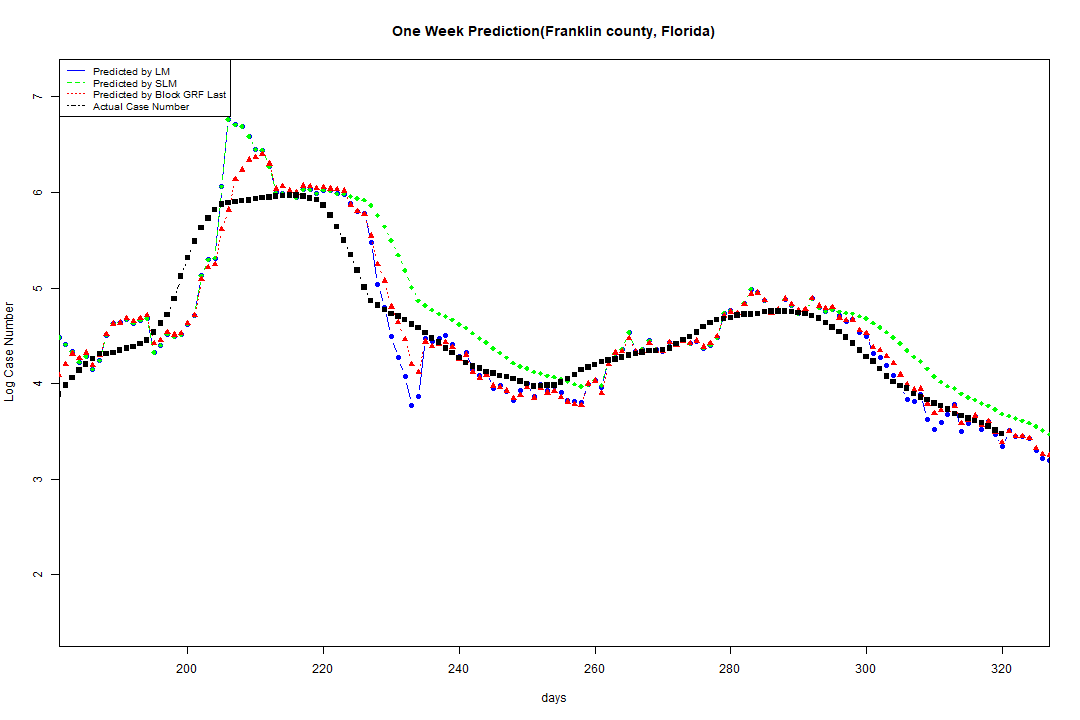 One Week Prediction(Franklin county, Florida)
Predicted by LM
Predicted by SLM
Predicted by Block GRF Last
Actual Case Number
7
6
5
4
3
2
Log Case Number
200 220 240 260 280 300 320
days